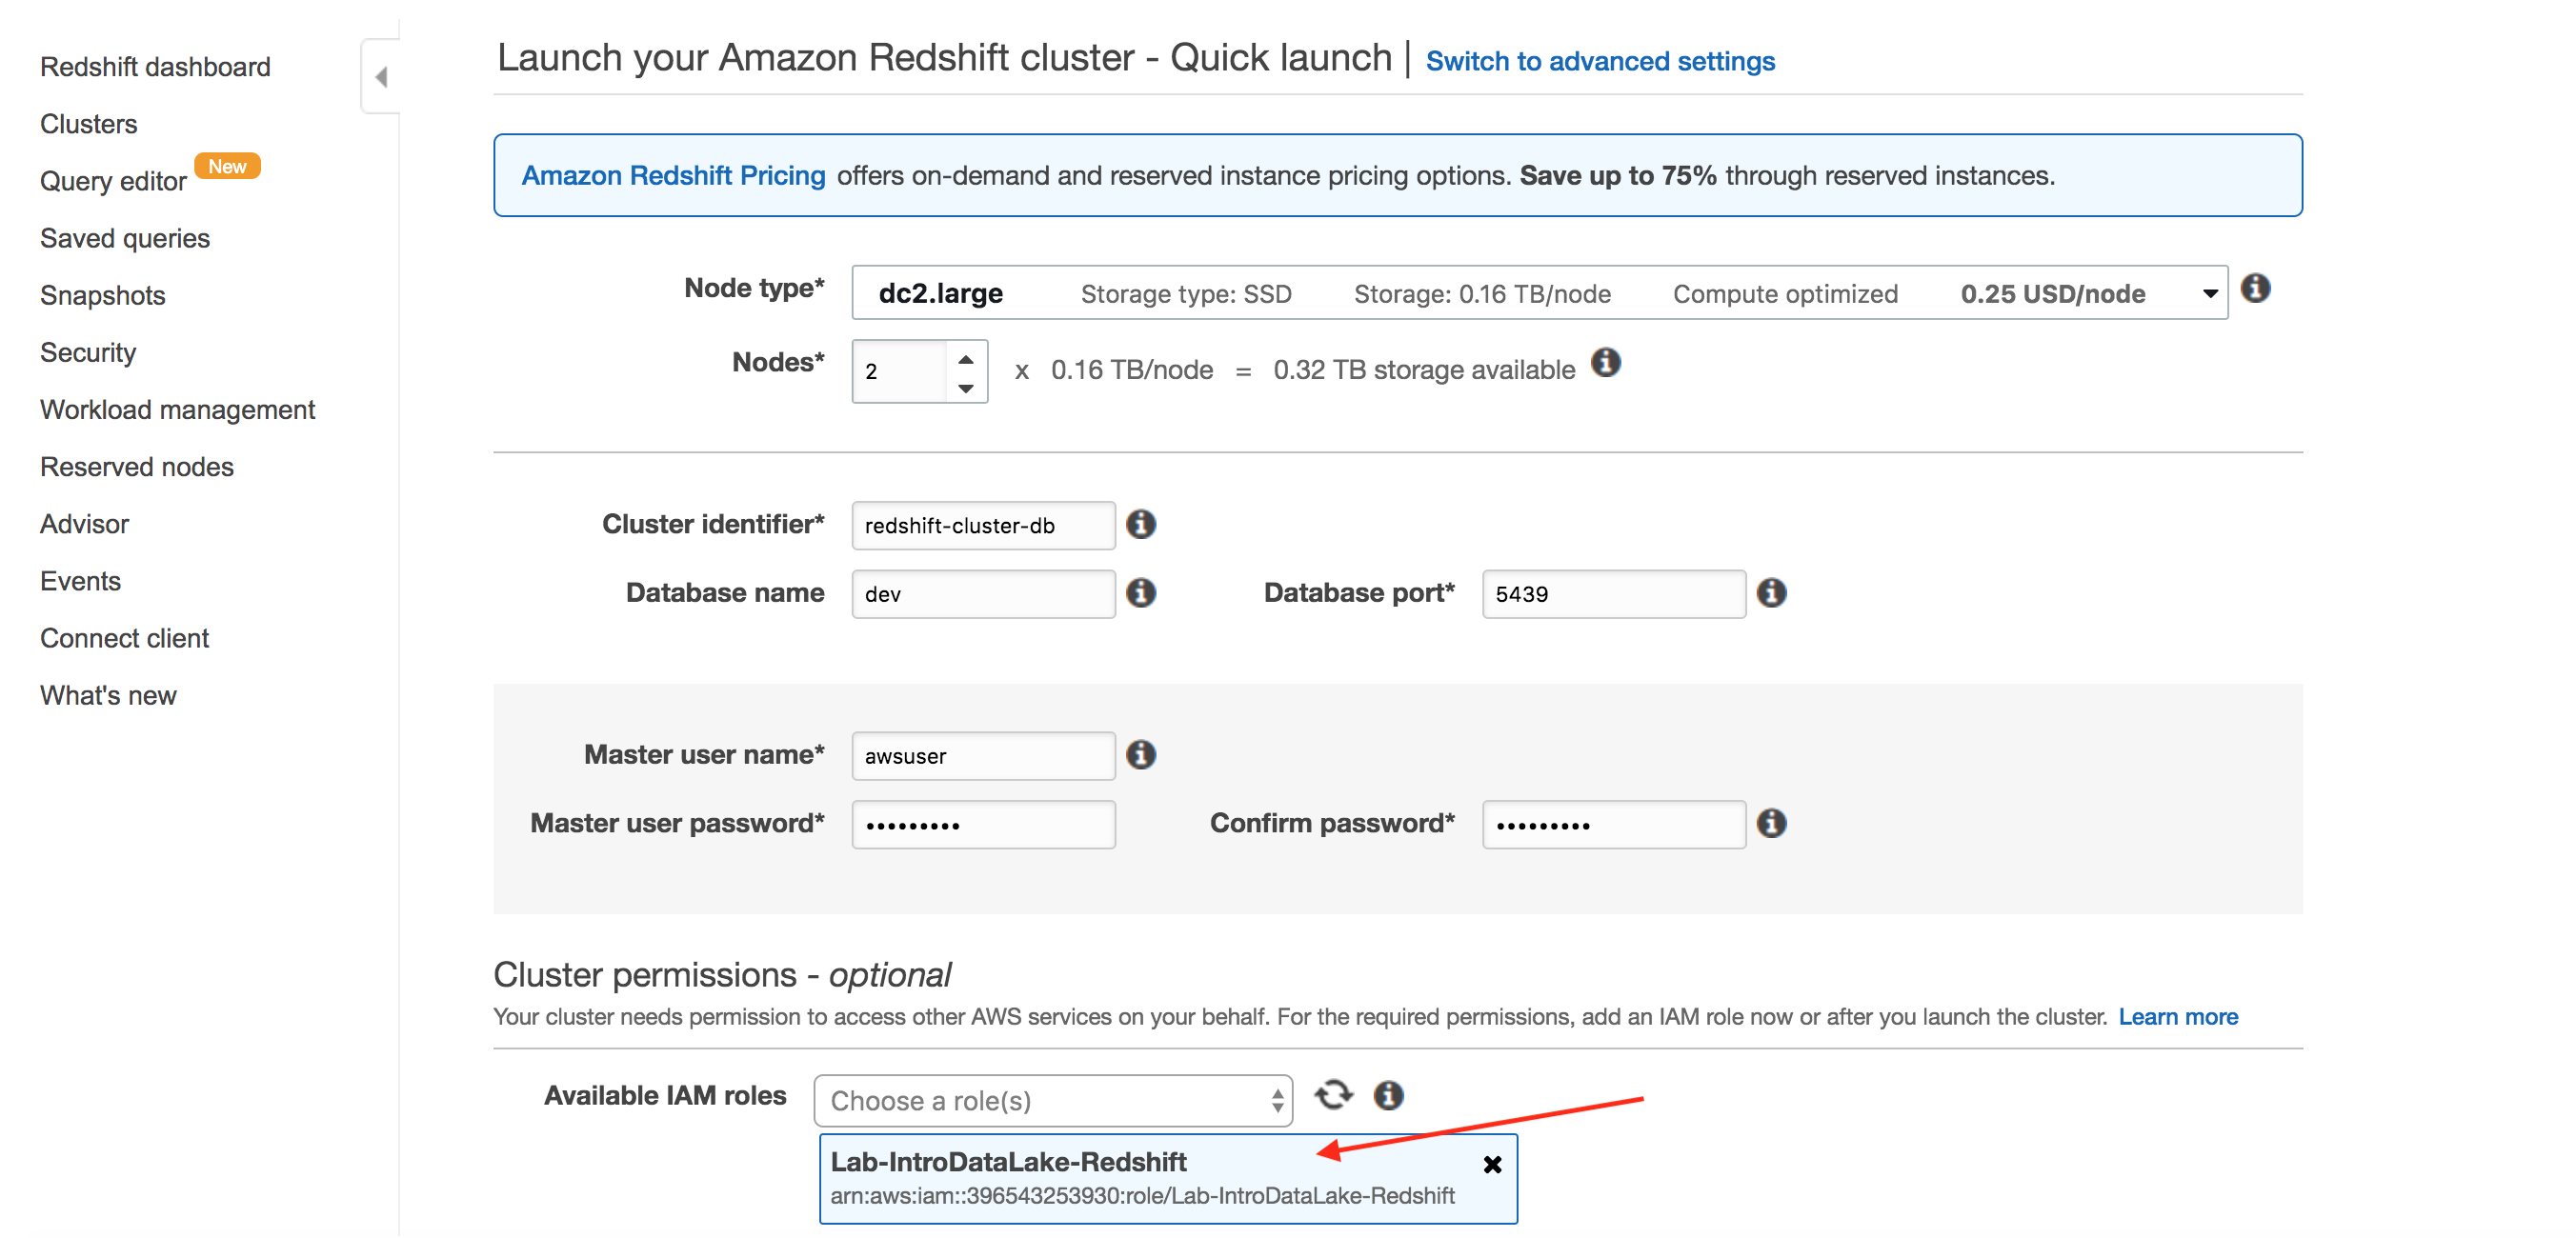 Redshift dashboard
Clusters
Query editor New
Saved queries
Snapshots
Security
Workload management
Reserved nodes
Advisor
Events
Connect client
What's new
Launch your Amazon Redshift cluster - Quick launch | Switch to advanced settings
Amazon Redshift Pricing offers on-demand and reserved instance pricing options. Save up to 75% through reserved instances.
Node type* dc2.large Storage type: SSD Storage: 0.16 TB/node Compute optimized 0.25 USD/node
Nodes* 2 x 0.16 TB/node = 0.32 TB storage available
Cluster identifier* redshift-cluster-db
Database name dev Database port* 5439
Master user name* awsuser
Master user password* ••••••••• Confirm password* •••••••••
Cluster permissions - optional
Your cluster needs permission to access other AWS services on your behalf. For the required permissions, add an IAM role now or after you launch the cluster. Learn more
Available IAM roles Choose a role(s)
Lab-IntroDataLake-Redshift
arn:aws:iam::396543253930:role/Lab-IntroDataLake-Redshift